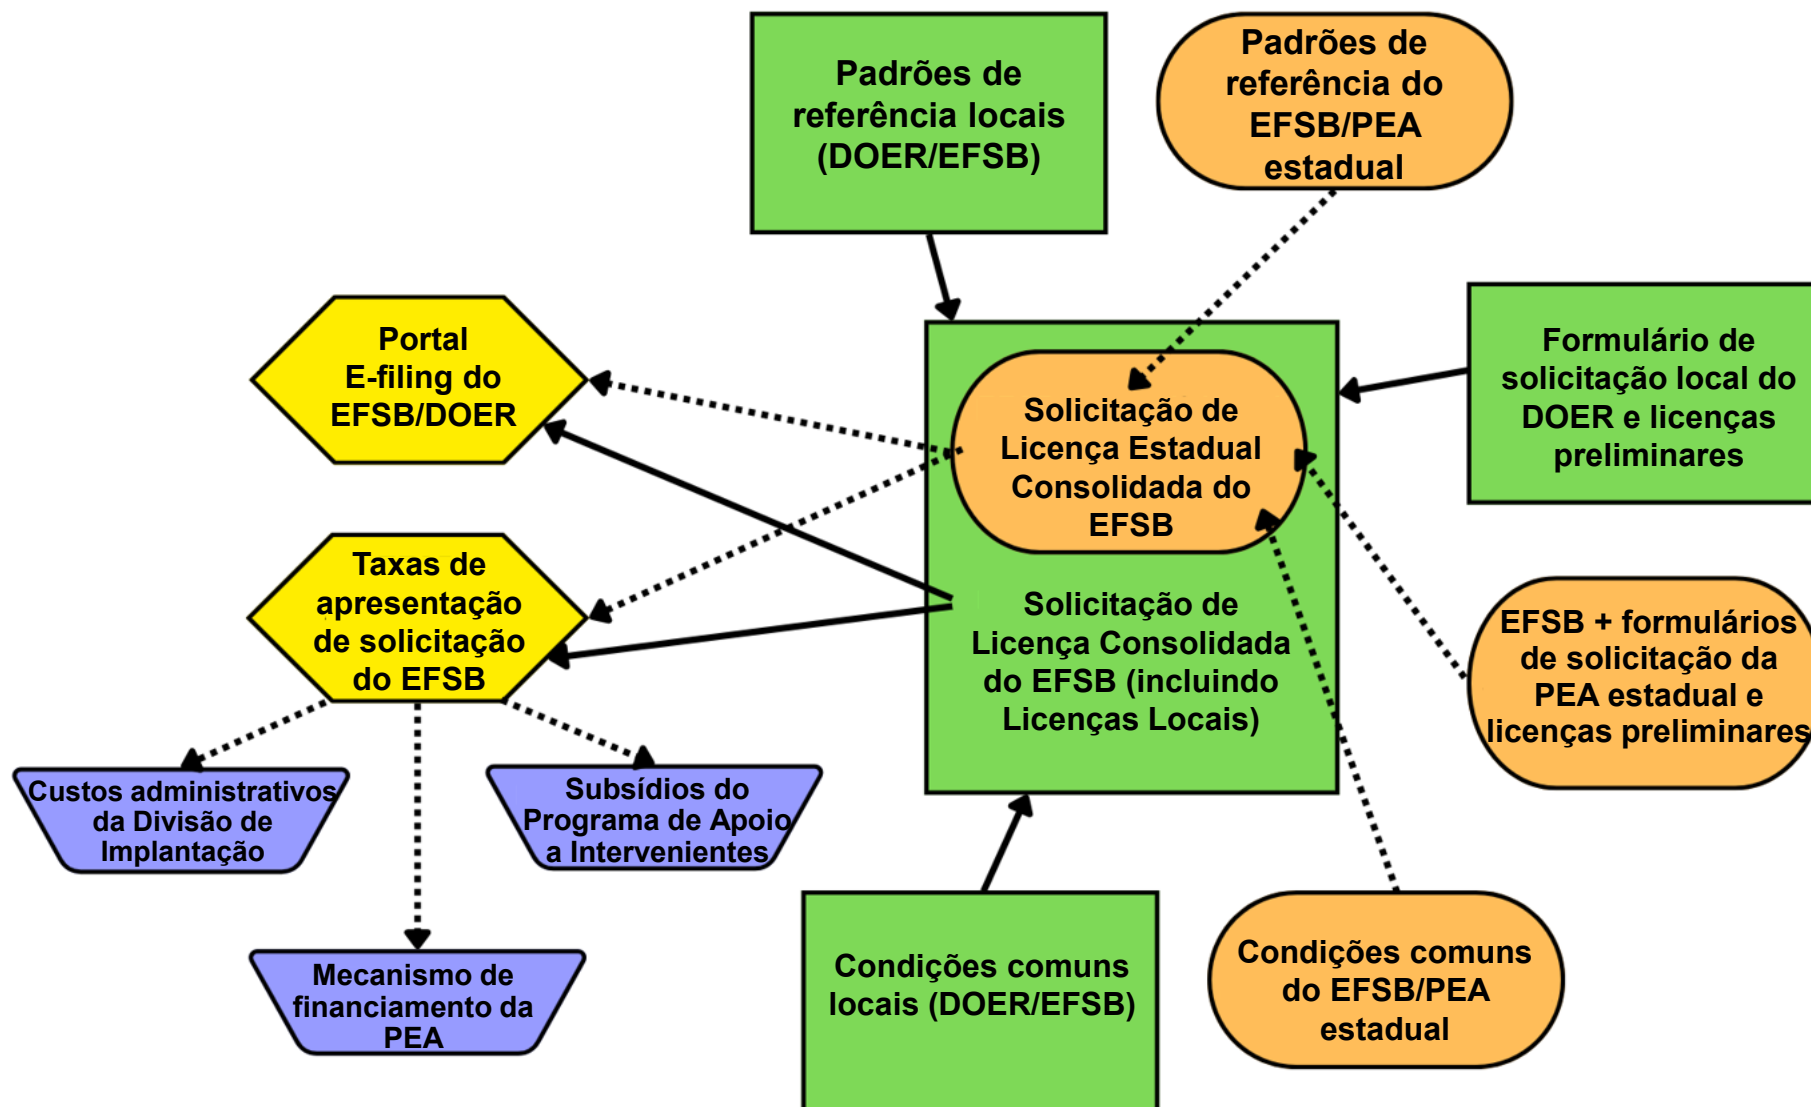 Padrões de
referência locais
(DOER/EFSB)
Padrões de
referência do
EFSB/PEA
estadual
Portal
E-filing do
EFSB/DOER
Solicitação de
Licença Estadual
Consolidada do
EFSB
Formulário de
solicitação local do
DOER e licenças
preliminares
Taxas de
apresentação
de solicitação
do EFSB
Solicitação de
Licença Consolidada
do EFSB (incluindo
Licenças Locais)
EFSB + formulários
de solicitação da
PEA estadual e
licenças preliminares
Custos administrativos
da Divisão de
Implantação
Subsídios do
Programa de Apoio
a Intervenientes
Mecanismo de
financiamento da
PEA
Condições comuns
locais (DOER/EFSB)
Condições comuns
do EFSB/PEA
estadual